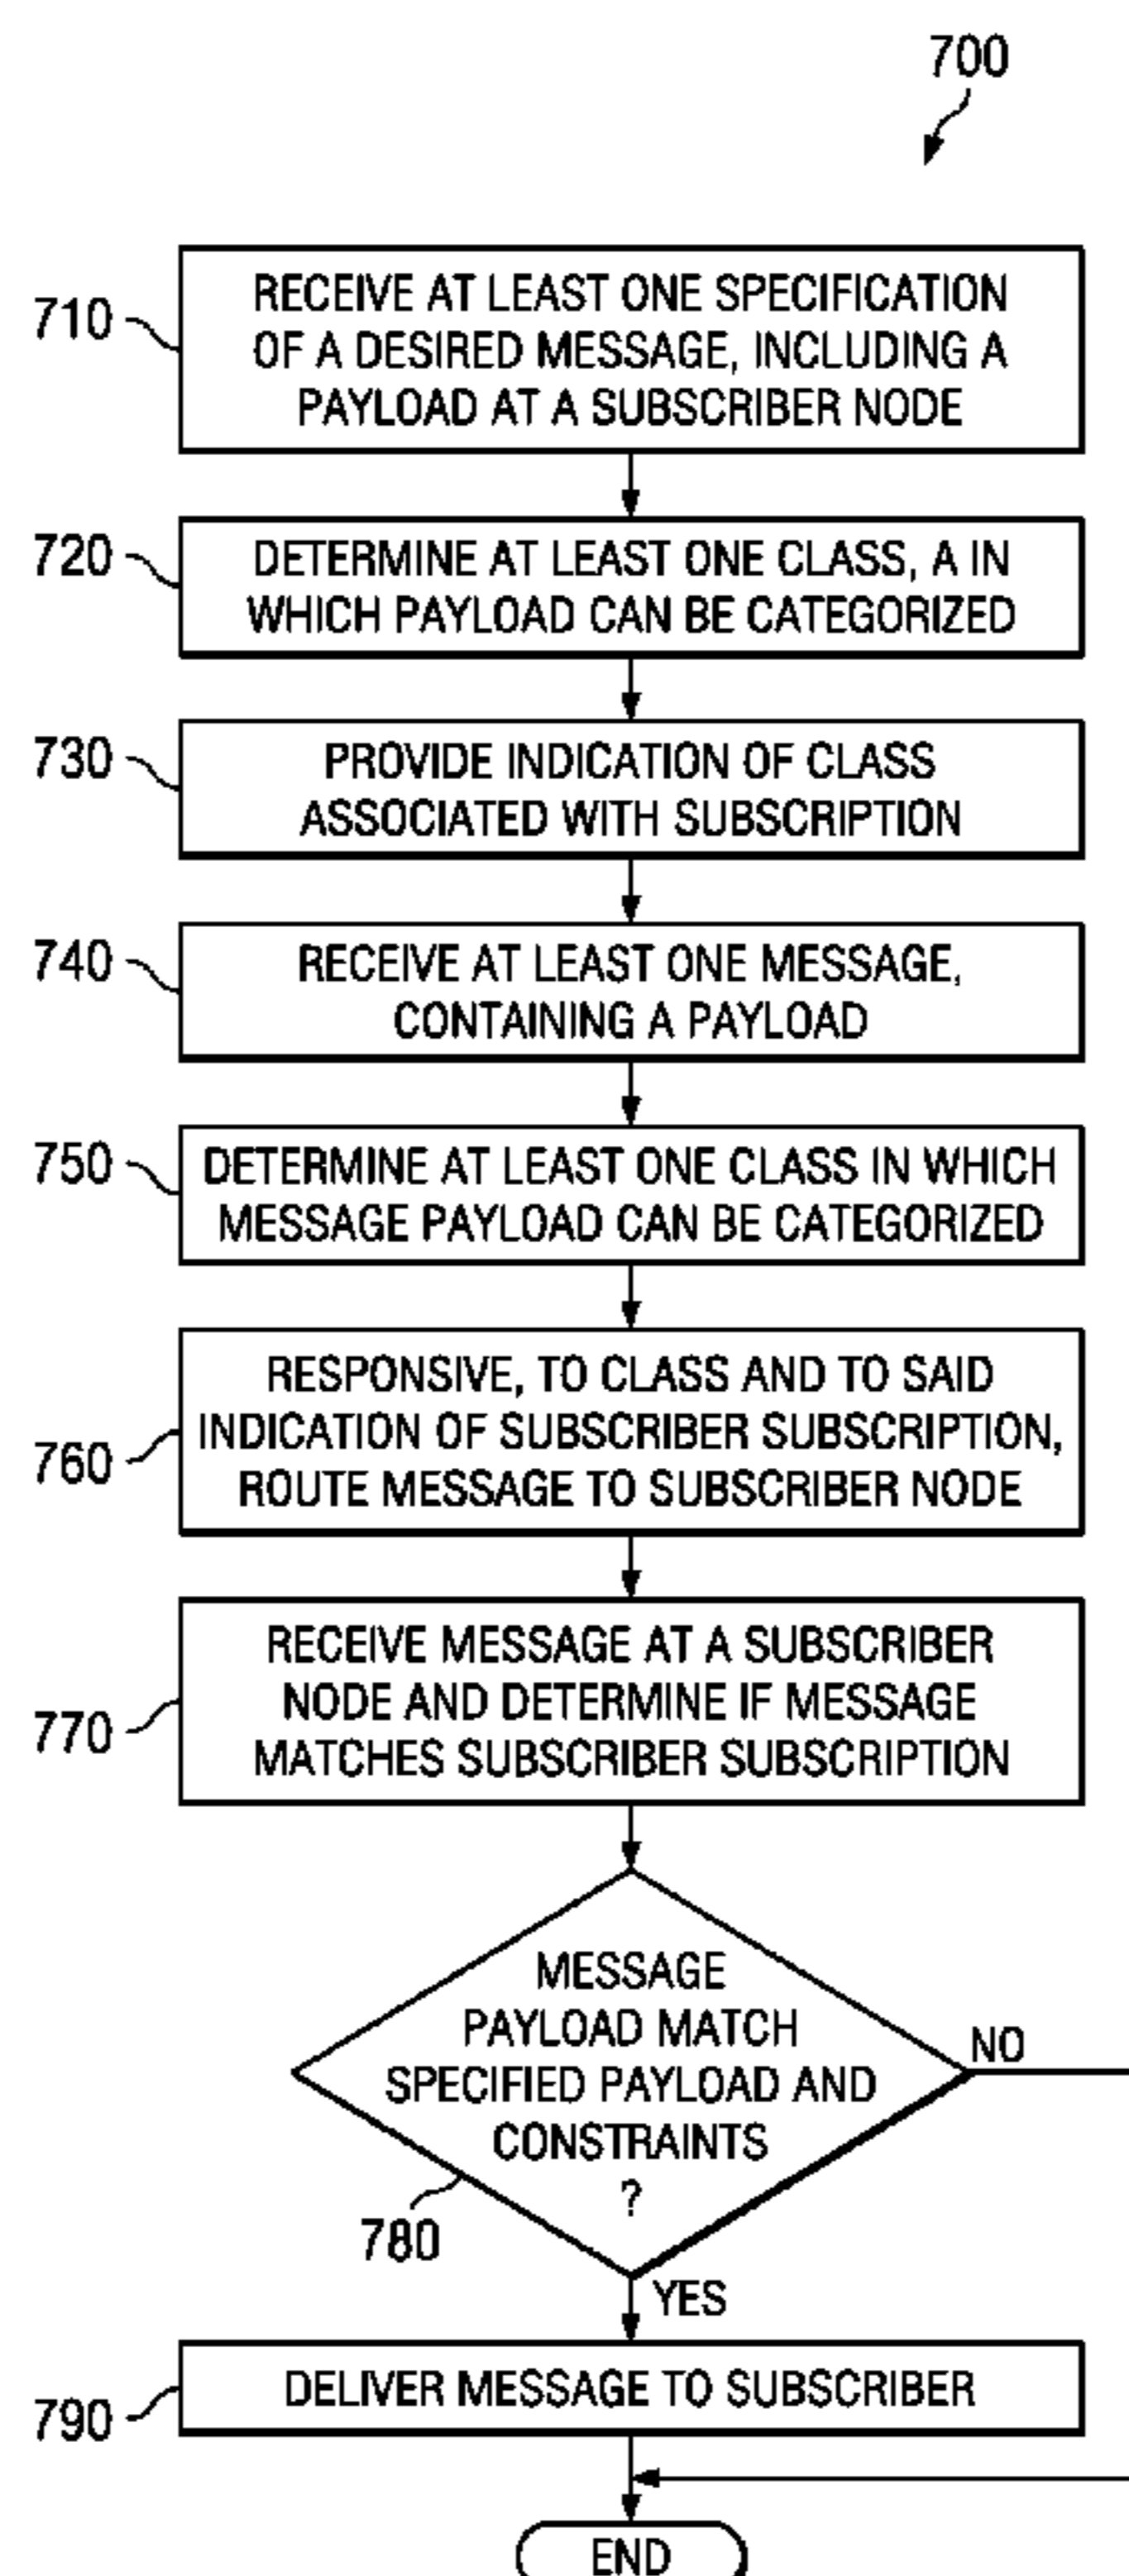 700
710
RECEIVE AT LEAST ONE SPECIFICATION
OF A DESIRED MESSAGE, INCLUDING A
PAYLOAD AT A SUBSCRIBER NODE
720
DETERMINE AT LEAST ONE CLASS, A IN
WHICH PAYLOAD CAN BE CATEGORIZED
730
PROVIDE INDICATION OF CLASS
ASSOCIATED WITH SUBSCRIPTION
740
RECEIVE AT LEAST ONE MESSAGE,
CONTAINING A PAYLOAD
750
DETERMINE AT LEAST ONE CLASS IN WHICH
MESSAGE PAYLOAD CAN BE CATEGORIZED
760
RESPONSIVE, TO CLASS AND TO SAID
INDICATION OF SUBSCRIBER SUBSCRIPTION,
ROUTE MESSAGE TO SUBSCRIBER NODE
770
RECEIVE MESSAGE AT A SUBSCRIBER
NODE AND DETERMINE IF MESSAGE
MATCHES SUBSCRIBER SUBSCRIPTION
MESSAGE
PAYLOAD MATCH
SPECIFIED PAYLOAD AND
CONSTRAINTS
?
NO
780
YES
790
DELIVER MESSAGE TO SUBSCRIBER
END